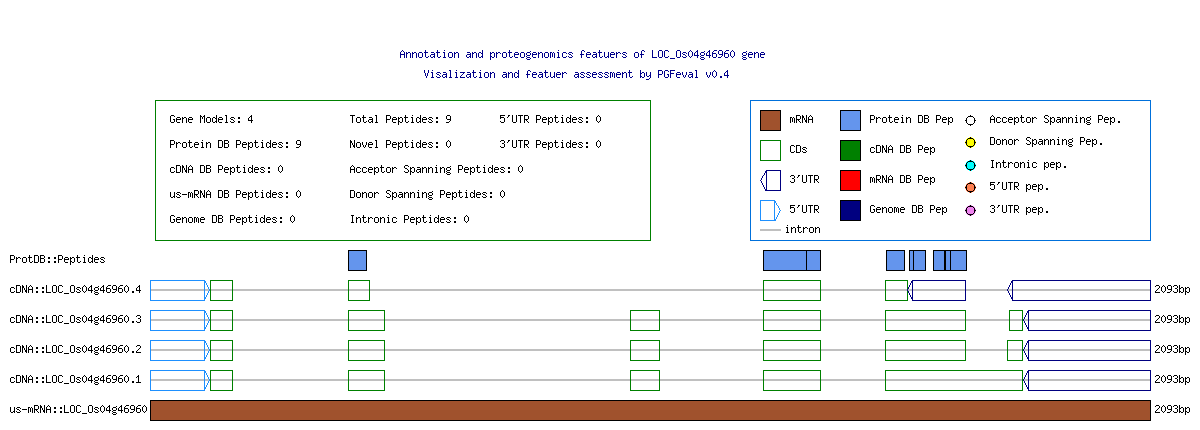 Annotation and proteogenomics featuers of LOC_Os04g46960 gene
Visalization and featuer assessment by PGFeval v0.4
Gene Models: 4 Total Peptides: 9 5'UTR Peptides: 0
Protein DB Peptides: 9 Novel Peptides: 0 3'UTR Peptides: 0
cDNA DB Peptides: 0 Acceptor Spanning Peptides: 0
us-mRNA DB Peptides: 0 Donor Spanning Peptides: 0
Genome DB Peptides: 0 Intronic Peptides: 0
mRNA Protein DB Pep Acceptor Spanning Pep.
CDs cDNA DB Pep Donor Spanning Pep.
3'UTR mRNA DB Pep Intronic pep.
5'UTR Genome DB Pep 5'UTR pep.
intron 3'UTR pep.
ProtDB::Peptides
cDNA::LOC_Os04g46960.4 2093bp
cDNA::LOC_Os04g46960.3 2093bp
cDNA::LOC_Os04g46960.2 2093bp
cDNA::LOC_Os04g46960.1 2093bp
us-mRNA::LOC_Os04g46960 2093bp